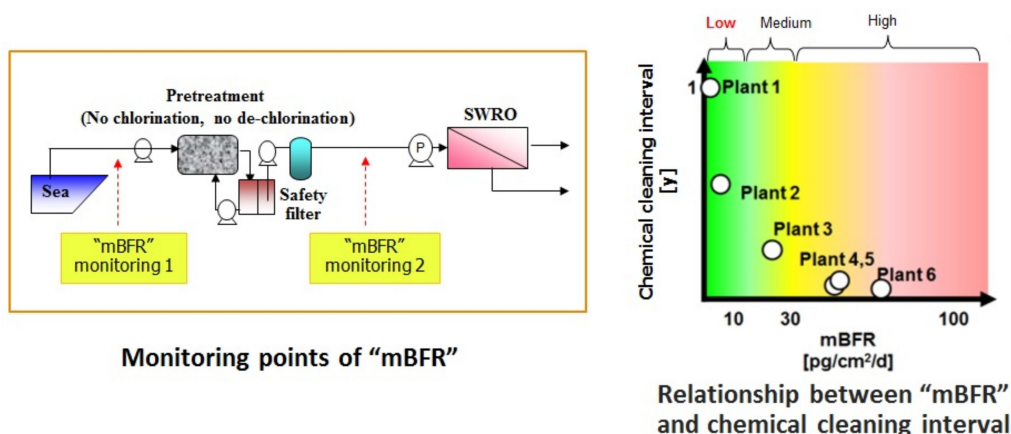 Pretreatment
(No chlorination, no de-chlorination)
SWRO
P
Sea
Safety
filter
“mBFR”
monitoring 1
“mBFR”
monitoring 2
Monitoring points of “mBFR”
Low
Medium
High
Chemical cleaning interval
[y]
1
Plant 1
Plant 2
Plant 3
Plant 4,5
Plant 6
10
30
100
mBFR
[pg/cm²/d]
Relationship between “mBFR”
and chemical cleaning interval